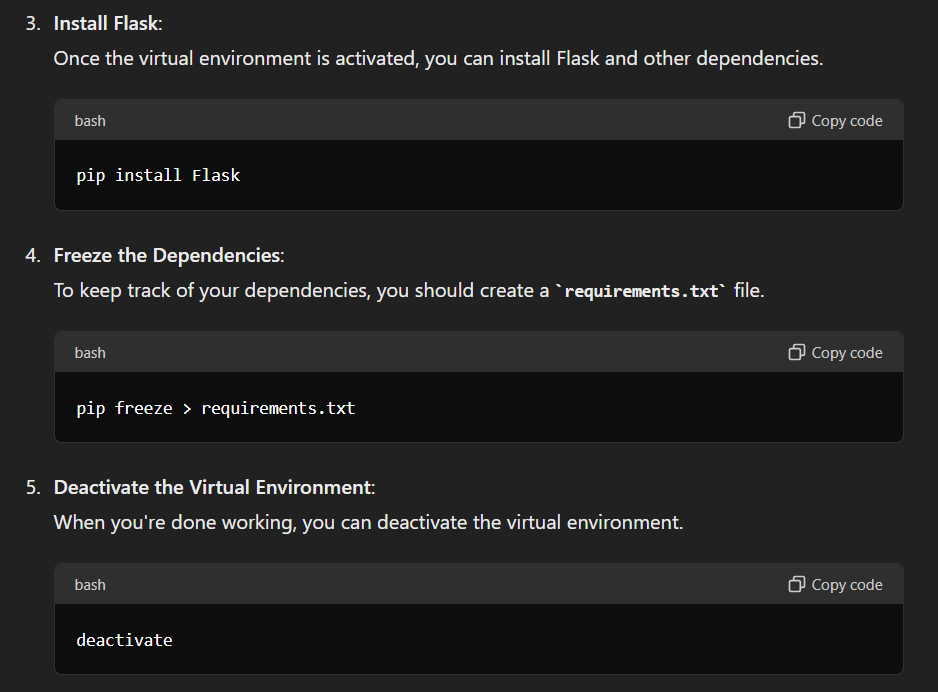 3. Install Flask:
Once the virtual environment is activated, you can install Flask and other dependencies.
bash Copy code
pip install Flask
4. Freeze the Dependencies:
To keep track of your dependencies, you should create a `requirements.txt` file.
bash Copy code
pip freeze > requirements.txt
5. Deactivate the Virtual Environment:
When you're done working, you can deactivate the virtual environment.
bash Copy code
deactivate